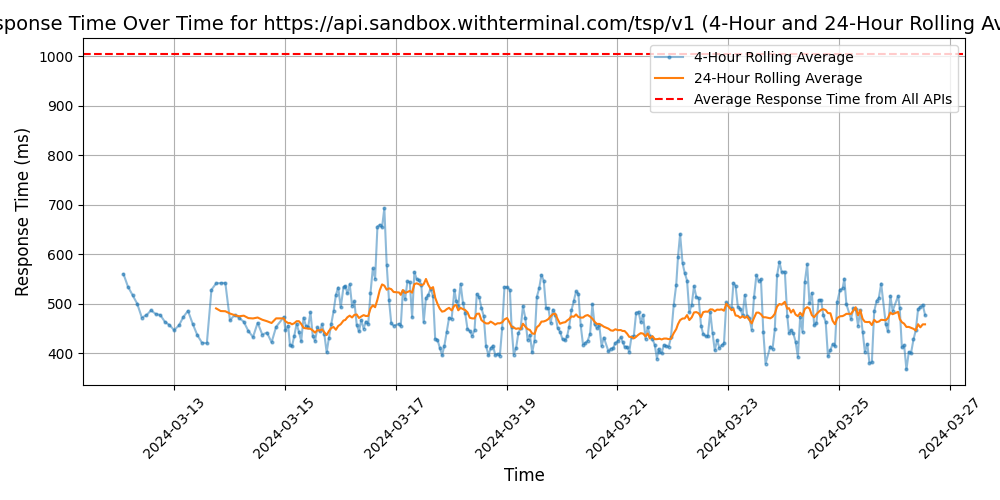 sponse Time Over Time for https://api.sandbox.withterminal.com/tsp/v1 (4-Hour and 24-Hour Rolling Av
4-Hour Rolling Average
24-Hour Rolling Average
Average Response Time from All APIs
Response Time (ms)
1000
900
800
700
600
500
400
2024-03-13
2024-03-15
2024-03-17
2024-03-19
2024-03-21
2024-03-23
2024-03-25
2024-03-27
Time